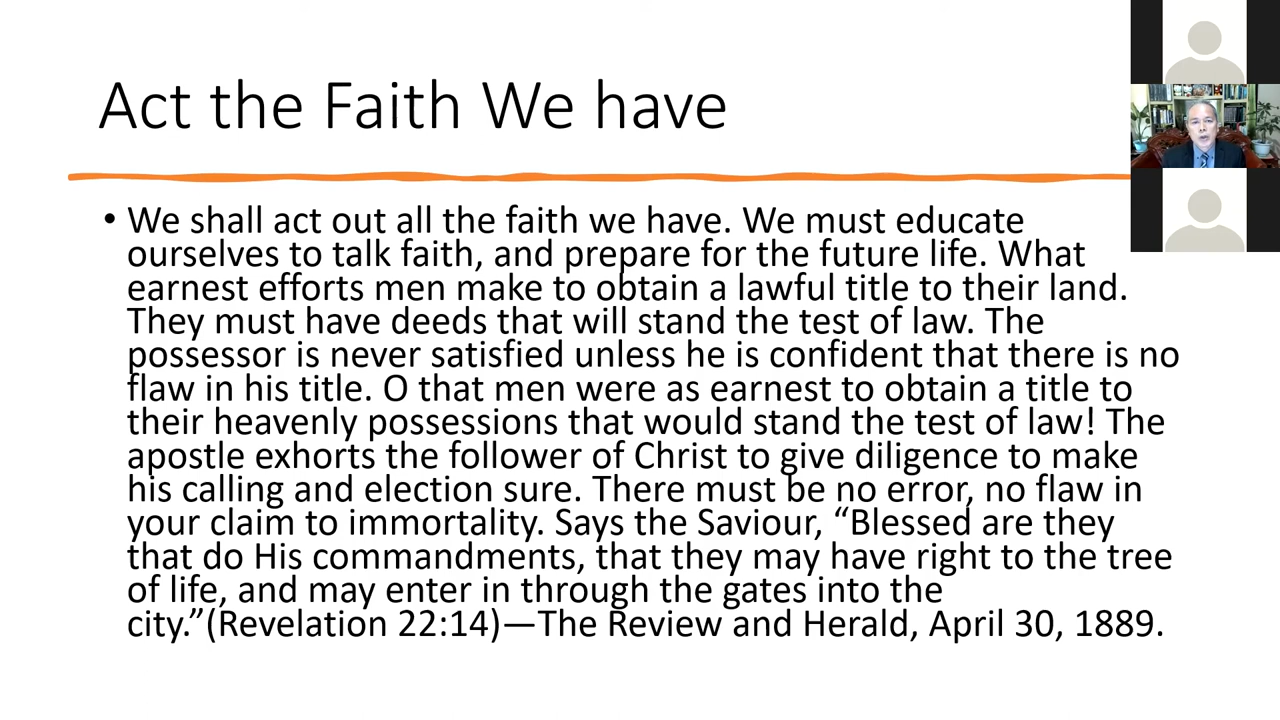 Act the Faith We have
• We shall act out all the faith we have. We must educate
ourselves to talk faith, and prepare for the future life. What
earnest efforts men make to obtain a lawful title to their land.
They must have deeds that will stand the test of law. The
possessor is never satisfied unless he is confident that there is no
flaw in his title. O that men were as earnest to obtain a title to
their heavenly possessions that would stand the test of law! The
apostle exhorts the follower of Christ to give diligence to make
his calling and election sure. There must be no error, no flaw in
your claim to immortality. Says the Saviour, “Blessed are they
that do His commandments, that they may have right to the tree
of life, and may enter in through the gates into the
city.”(Revelation 22:14)—The Review and Herald, April 30, 1889.